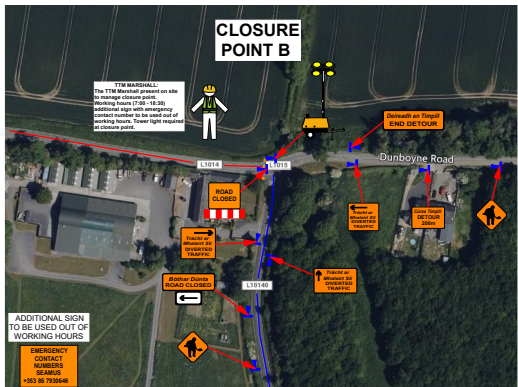 CLOSURE
POINT B
TTM MARSHALL:
The TTM Marshall present on site
to manage closure point.
Working hours (7:00 - 18:30)
additional sign with emergency
contact number to be used out of
working hours. Tower light required
at closure point.
Deireadh an Timpill
END DETOUR
Dunboyne Road
L1014
L1015
ROAD
CLOSED
Trácht ar
Mhalairt Slí
DIVERTED
TRAFFIC
Cuma Timpill
DETOUR
200m
Trácht ar
Mhalairt Slí
DIVERTED
TRAFFIC
Trácht ar
Mhalairt Slí
DIVERTED
TRAFFIC
Bóthar Dúnta
ROAD CLOSED
L10140
ADDITIONAL SIGN
TO BE USED OUT OF
WORKING HOURS
EMERGENCY
CONTACT
NUMBERS
SEAMUS
+353 86 7930646